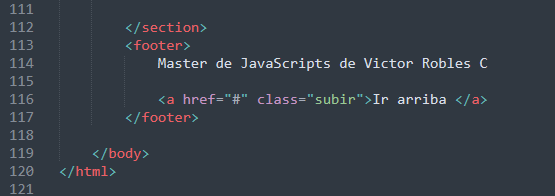 111
112 </section>
113 <footer>
114 Master de JavaScripts de Victor Robles C
115
116 <a href="#" class="subir">Ir arriba </a>
117 </footer>
118
119 </body>
120 </html>
121